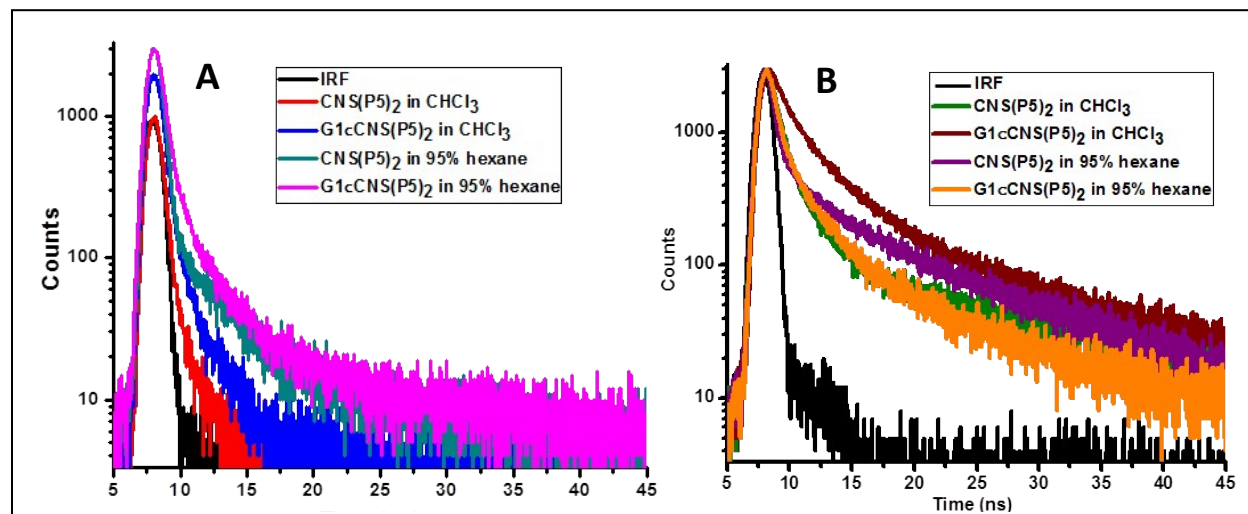 A
IRF
CNS(P5)2 in CHCl3
G1cCNS(P5)2 in CHCl3
CNS(P5)2 in 95% hexane
G1cCNS(P5)2 in 95% hexane
Counts
1000
100
10
5 10 15 20 25 30 35 40 45
B
IRF
CNS(P5)2 in CHCl3
G1cCNS(P5)2 in CHCl3
CNS(P5)2 in 95% hexane
G1cCNS(P5)2 in 95% hexane
Counts
1000
100
10
5 10 15 20 25 30 35 40 45
Time (ns)